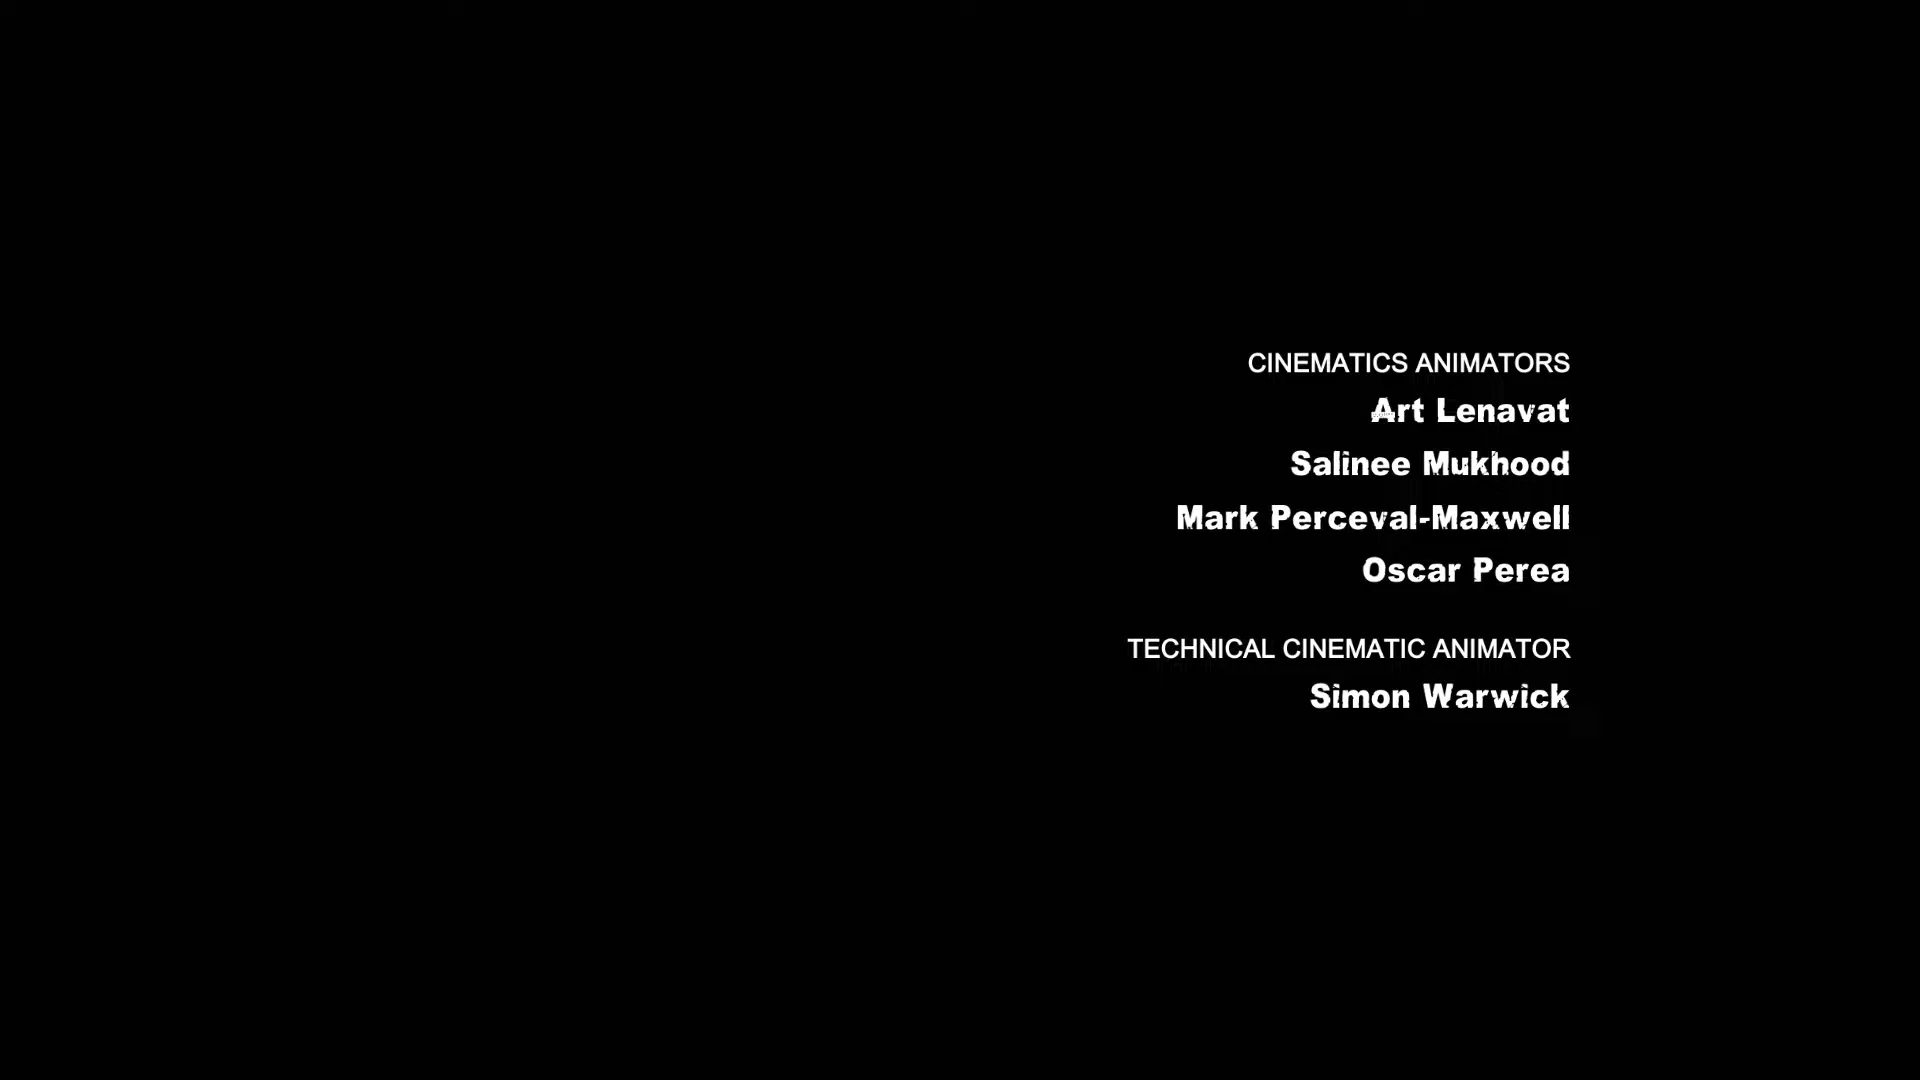 CINEMATICS ANIMATORS
Art Lenavat
Salinee Mukhood
Mark Perceval-Maxwell
Oscar Perea
TECHNICAL CINEMATIC ANIMATOR
Simon Warwick